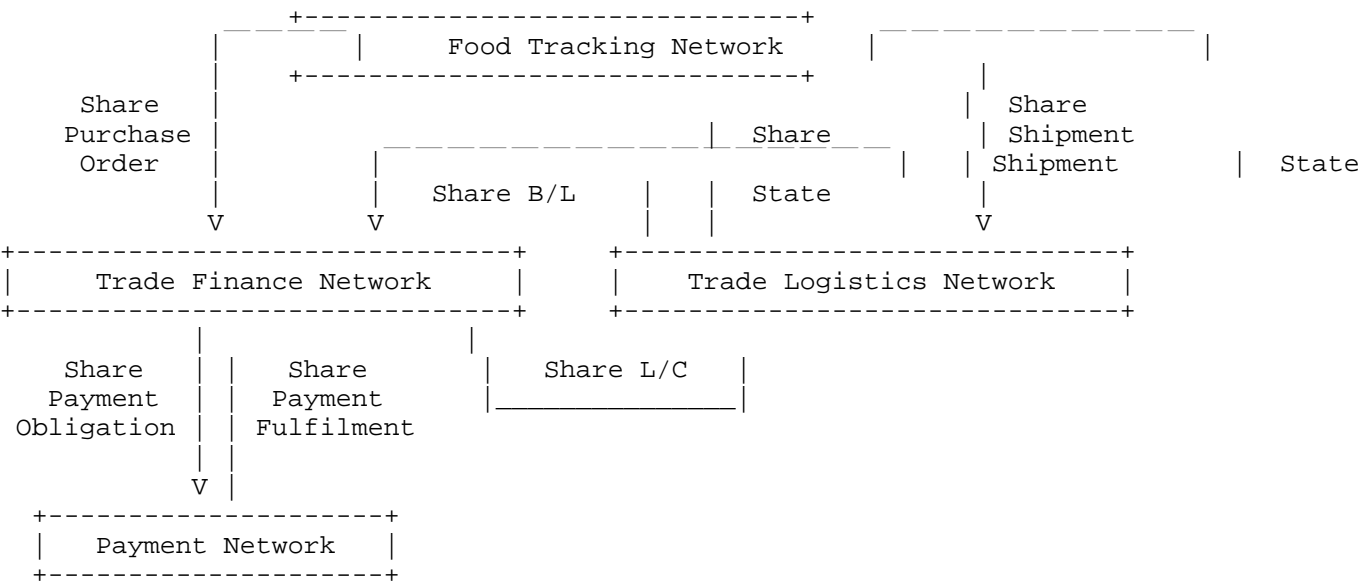 Food Tracking Network
Share Share
Purchase Share Shipment
Order Shipment State
Share B/L State
Trade Finance Network Trade Logistics Network
Share Share Share L/C
Payment Payment
Obligation Fulfilment
Payment Network